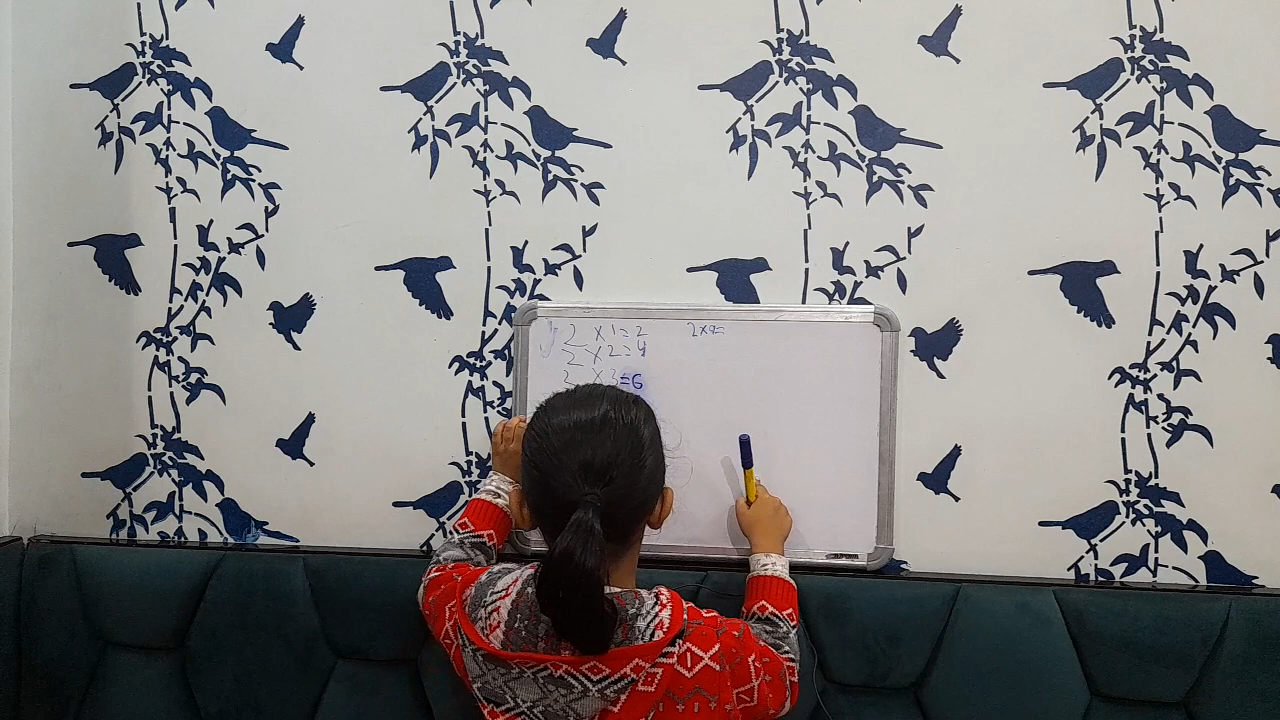 2 x 1 = 2
2 x 2 = 4
2 x 3 = 6
2x9=